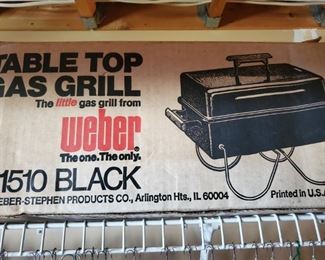 TABLE TOP
GAS GRILL
The little gas grill from
weber
The one. The only.®
1510 BLACK
WEBER-STEPHEN PRODUCTS CO., Arlington Hts., IL 60004
Printed in U.S.A